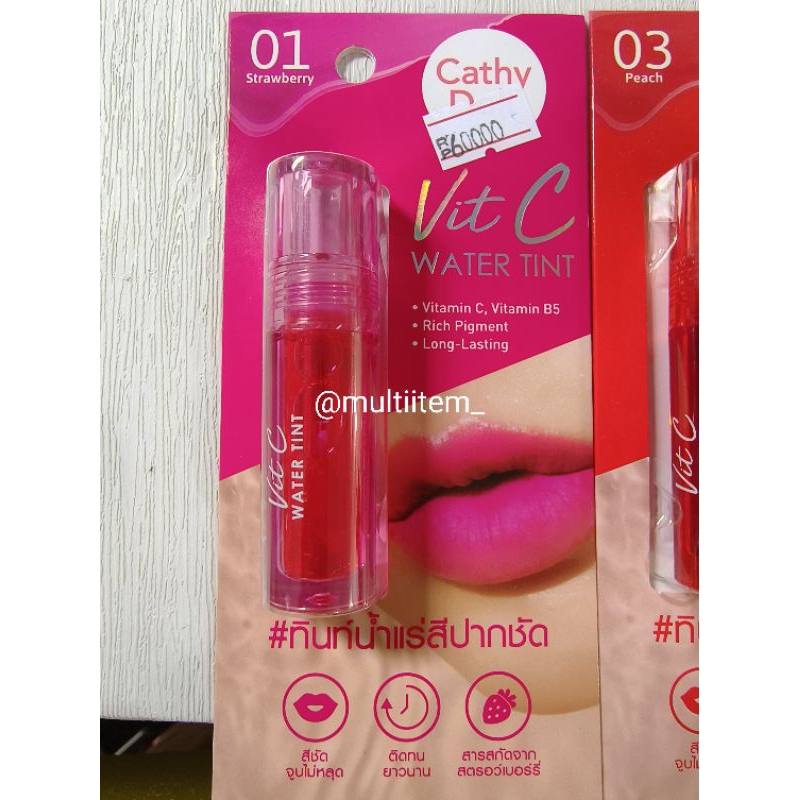 01
Strawberry
Cathy
60000
Vit C
WATER TINT
• Vitamin C, Vitamin B5
• Rich Pigment
• Long-Lasting
@multiitem_
Vit C
WATER TINT
#ทินท์น้ำแร่สีปากชัด
สีชัด
จูบไม่หลุด
ติดทน
ยาวนาน
สารสกัดจาก
สตรอว์เบอร์รี่
03
Peach
Vit C
#ทิ